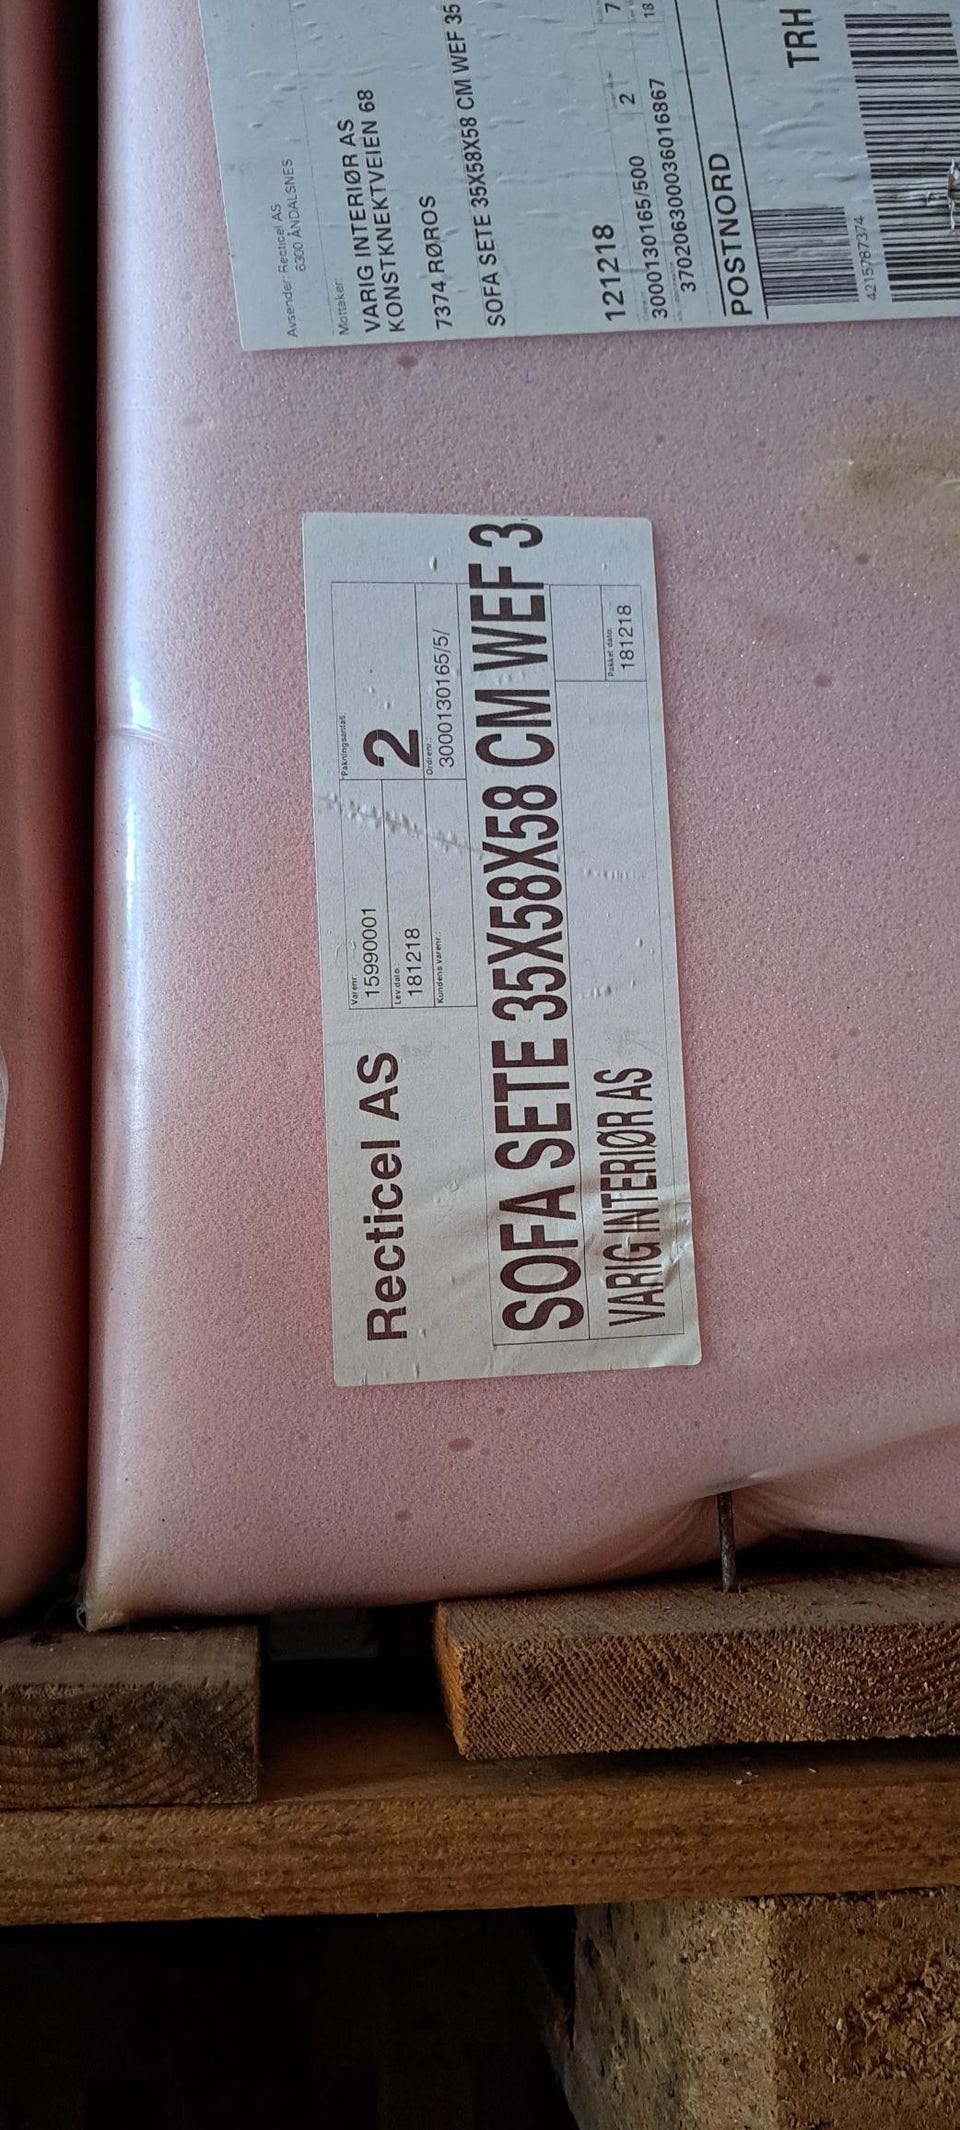 Recticel AS
Varenr:
15990001
Lev.dato:
181218
Kundens varenr.:
Pakningsantall:
2
Ordrenr.:
3000130165/5/
SOFA SETE 35X58X58 CM WEF 3
VARIG INTERIØR AS
Pakke dato:
181218
Avsender: Recticel AS
6300 ÅNDALSNES
Mottaker:
VARIG INTERIØR AS
KONSTKNEKTVEIEN 68
7374 RØROS
SOFA SETE 35X58X58 CM WEF 35
121218
2
7
3000130165/500
18
370206300036016867
POSTNORD
TRH
4215787374